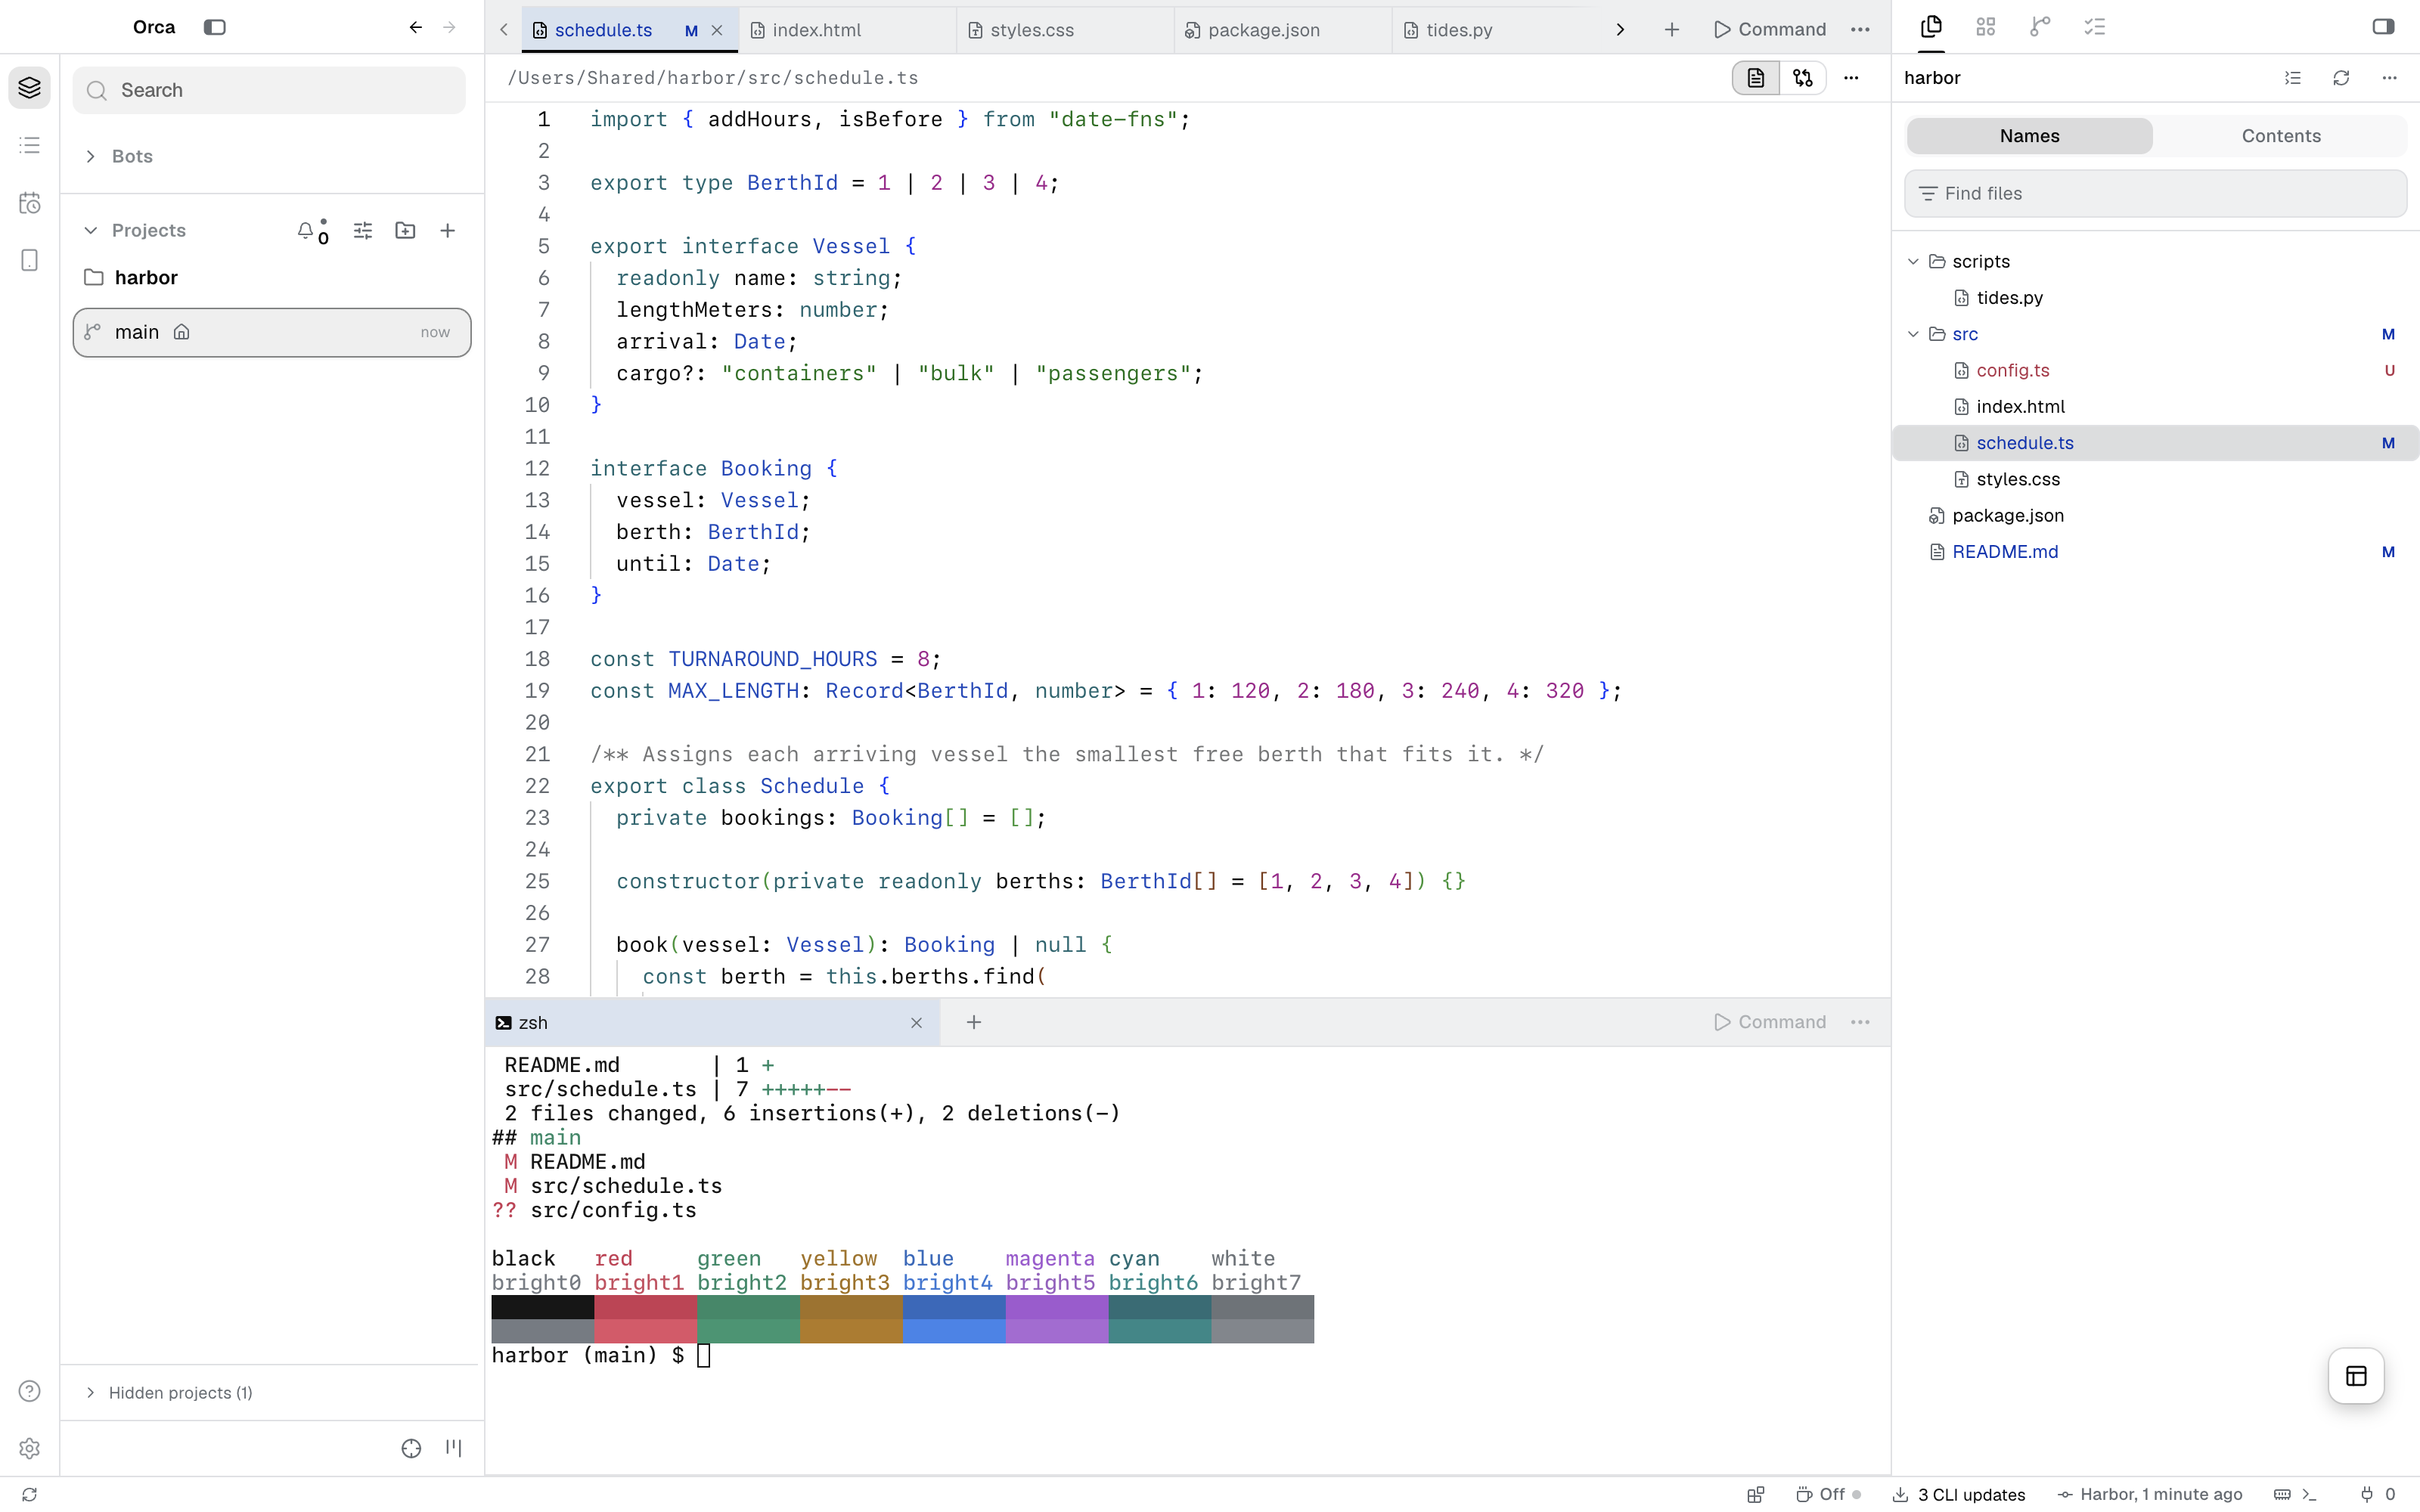 Orca
Search
Bots
Projects
0
harbor
main
now
Hidden projects (1)
schedule.ts M
index.html
styles.css
package.json
tides.py
Command
/Users/Shared/harbor/src/schedule.ts
1 import { addHours, isBefore } from "date-fns";
2
3 export type BerthId = 1 | 2 | 3 | 4;
4
5 export interface Vessel {
6 readonly name: string;
7 lengthMeters: number;
8 arrival: Date;
9 cargo?: "containers" | "bulk" | "passengers";
10 }
11
12 interface Booking {
13 vessel: Vessel;
14 berth: BerthId;
15 until: Date;
16 }
17
18 const TURNAROUND_HOURS = 8;
19 const MAX_LENGTH: Record<BerthId, number> = { 1: 120, 2: 180, 3: 240, 4: 320 };
20
21 /** Assigns each arriving vessel the smallest free berth that fits it. */
22 export class Schedule {
23 private bookings: Booking[] = [];
24
25 constructor(private readonly berths: BerthId[] = [1, 2, 3, 4]) {}
26
27 book(vessel: Vessel): Booking | null {
28 const berth = this.berths.find(
zsh
Command
README.md | 1 +
src/schedule.ts | 7 +++++--
2 files changed, 6 insertions(+), 2 deletions(-)
## main
M README.md
M src/schedule.ts
?? src/config.ts
black red green yellow blue magenta cyan white
bright0 bright1 bright2 bright3 bright4 bright5 bright6 bright7
harbor (main) $
harbor
Names
Contents
Find files
scripts
tides.py
src M
config.ts U
index.html
schedule.ts M
styles.css
package.json
README.md M
Off
3 CLI updates
Harbor, 1 minute ago
0